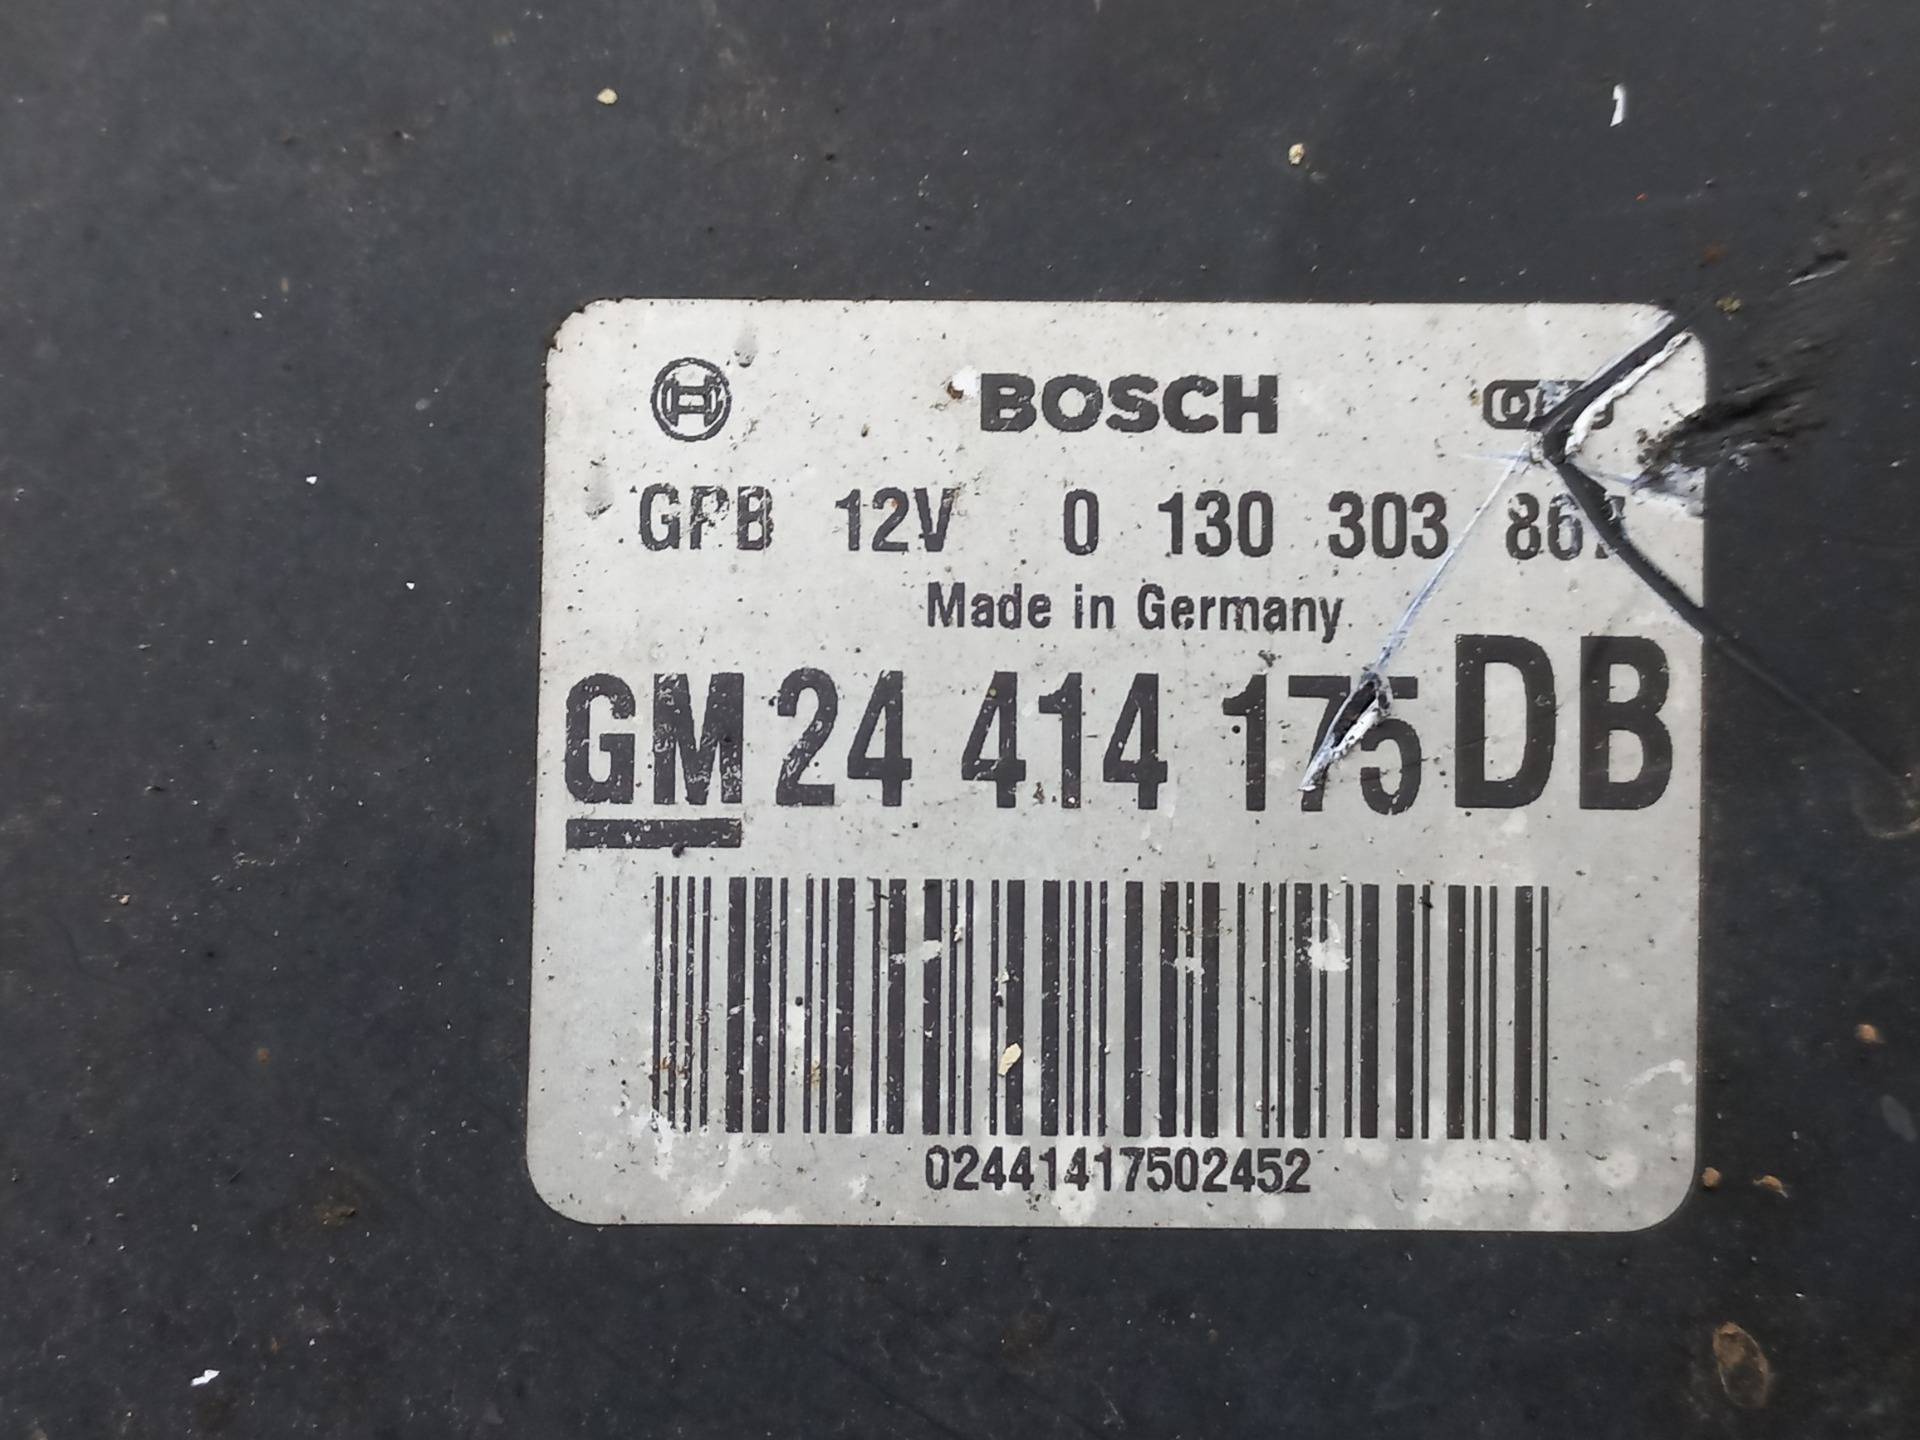 BOSCH
GPB 12V 0 130 303
Made in Germany
GM 24 414 175 DB
02441417502452